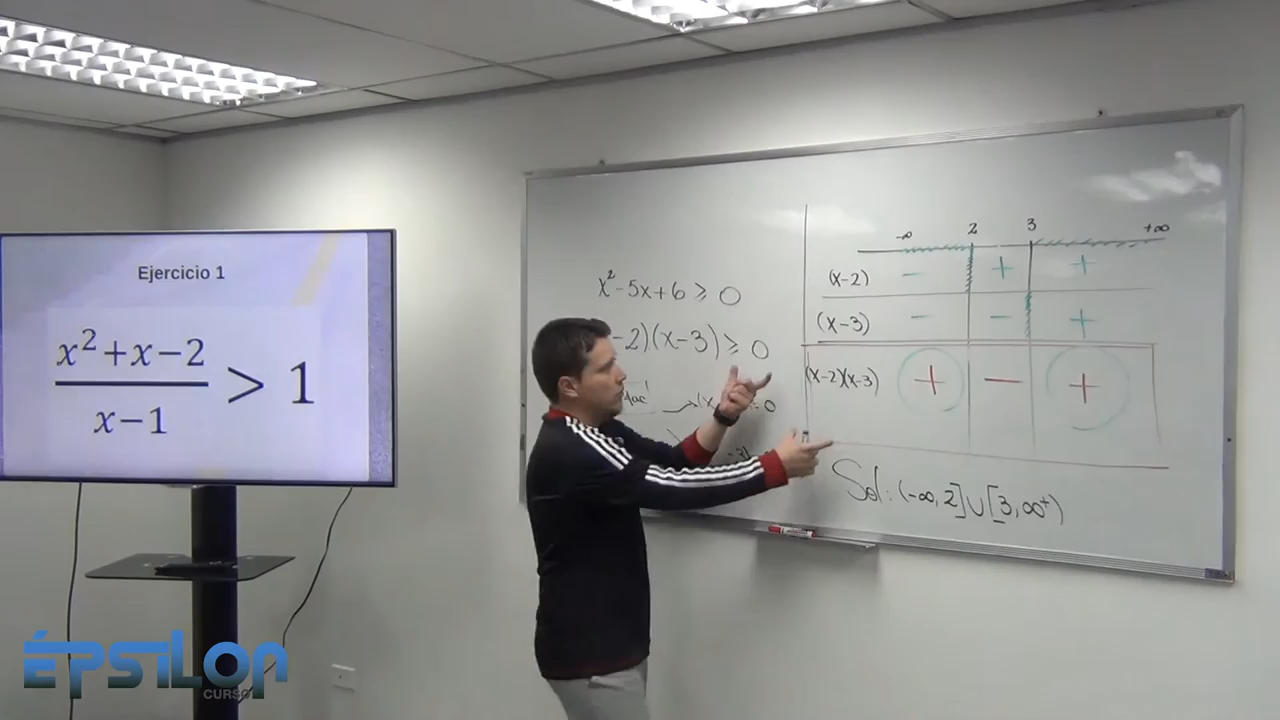 Ejercicio 1
x²+x−2
x−1
> 1
x²-5x+6 ≥ 0
-2)(x-3) ≥ 0
-∞ 2 3 +∞
(x-2) − + +
(x-3) − − +
(x-2)(x-3) + − +
Sol: (-∞, 2] ∪ [3, ∞⁺)
ÉPSILON
CURSO